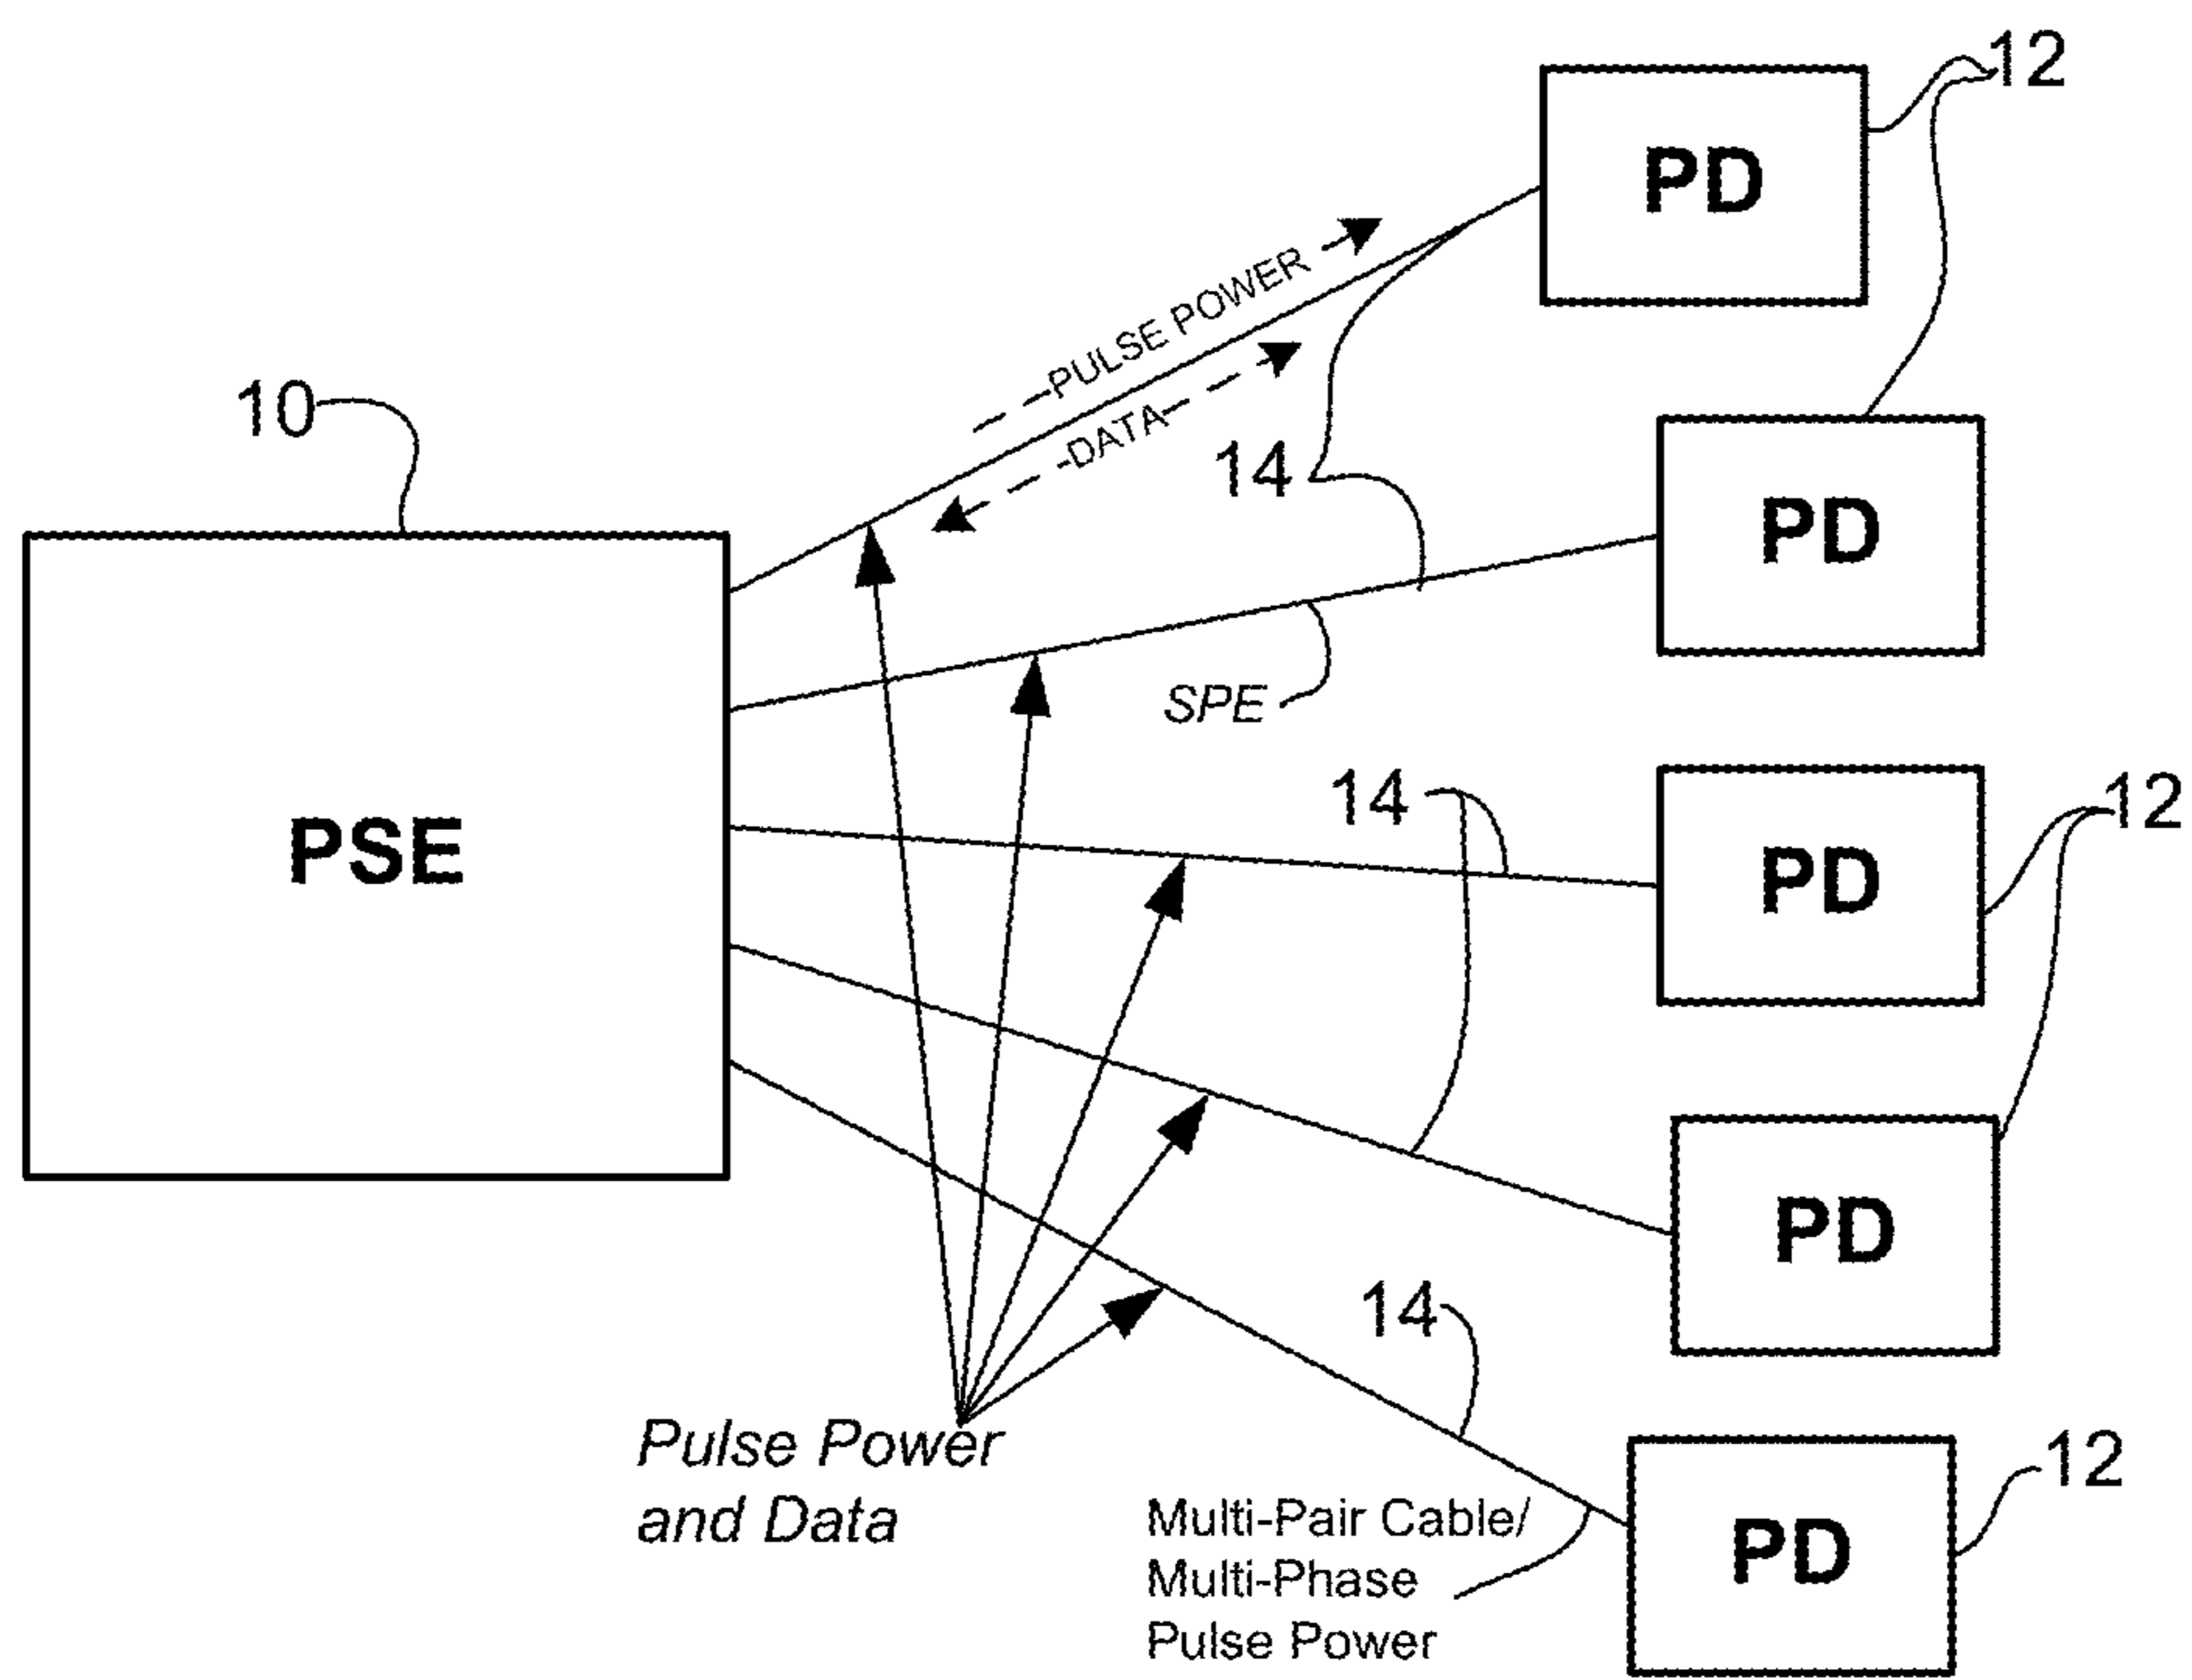 12
PD
PULSE POWER
DATA
10
14
PD
SPE
14
12
PSE
PD
PD
14
Pulse Power
and Data
12
Multi-Pair Cable/
Multi-Phase
Pulse Power
PD